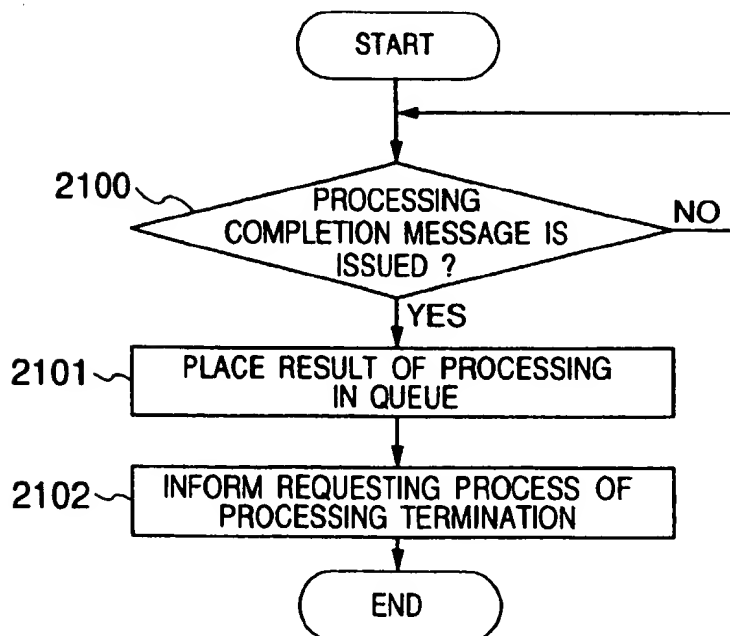 START
2100
PROCESSING
COMPLETION MESSAGE IS
ISSUED ?
NO
YES
2101
PLACE RESULT OF PROCESSING
IN QUEUE
2102
INFORM REQUESTING PROCESS OF
PROCESSING TERMINATION
END